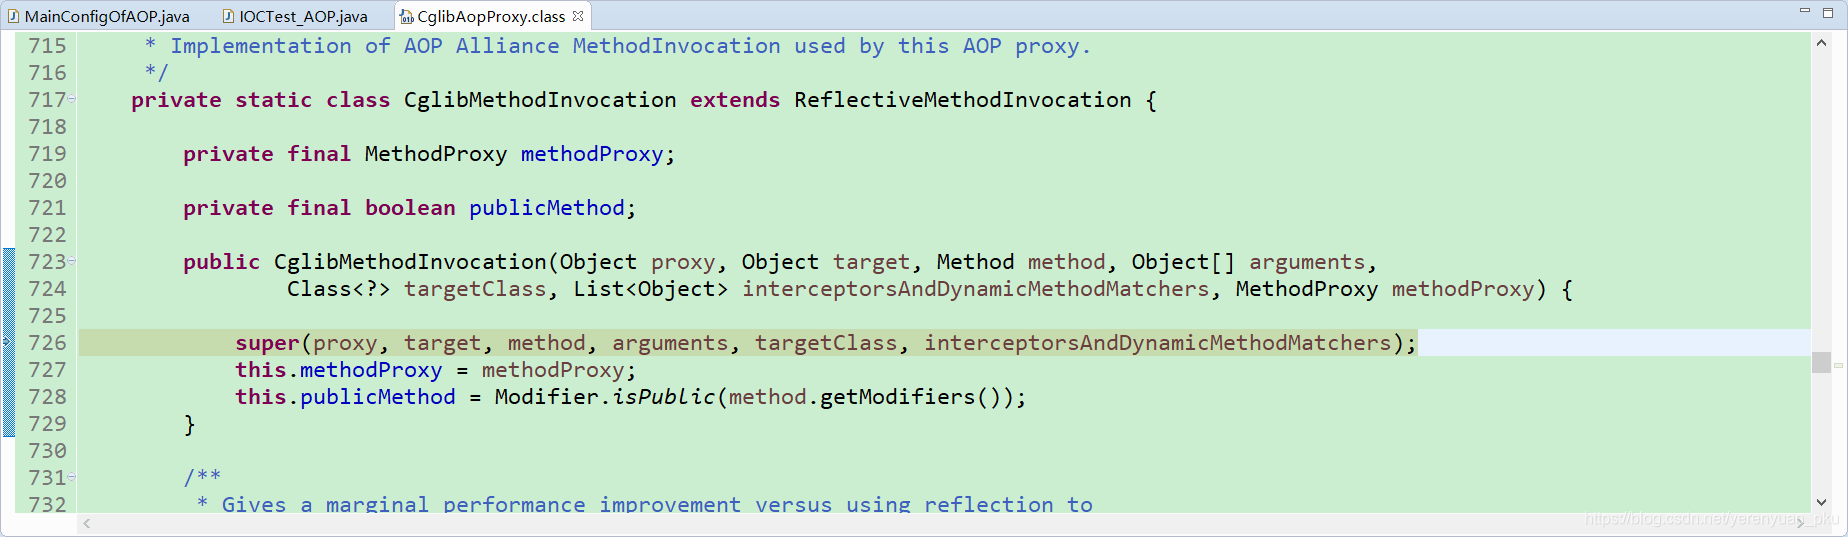 MainConfigOfAOP.java IOCTest_AOP.java CglibAopProxy.class
715 * Implementation of AOP Alliance MethodInvocation used by this AOP proxy.
716 */
717 private static class CglibMethodInvocation extends ReflectiveMethodInvocation {
718
719 private final MethodProxy methodProxy;
720
721 private final boolean publicMethod;
722
723 public CglibMethodInvocation(Object proxy, Object target, Method method, Object[] arguments,
724 Class<?> targetClass, List<Object> interceptorsAndDynamicMethodMatchers, MethodProxy methodProxy) {
725
726 super(proxy, target, method, arguments, targetClass, interceptorsAndDynamicMethodMatchers);
727 this.methodProxy = methodProxy;
728 this.publicMethod = Modifier.isPublic(method.getModifiers());
729 }
730
731 /**
732 * Gives a marginal performance improvement versus using reflection to
https://blog.csdn.net/yerenyuan_pku